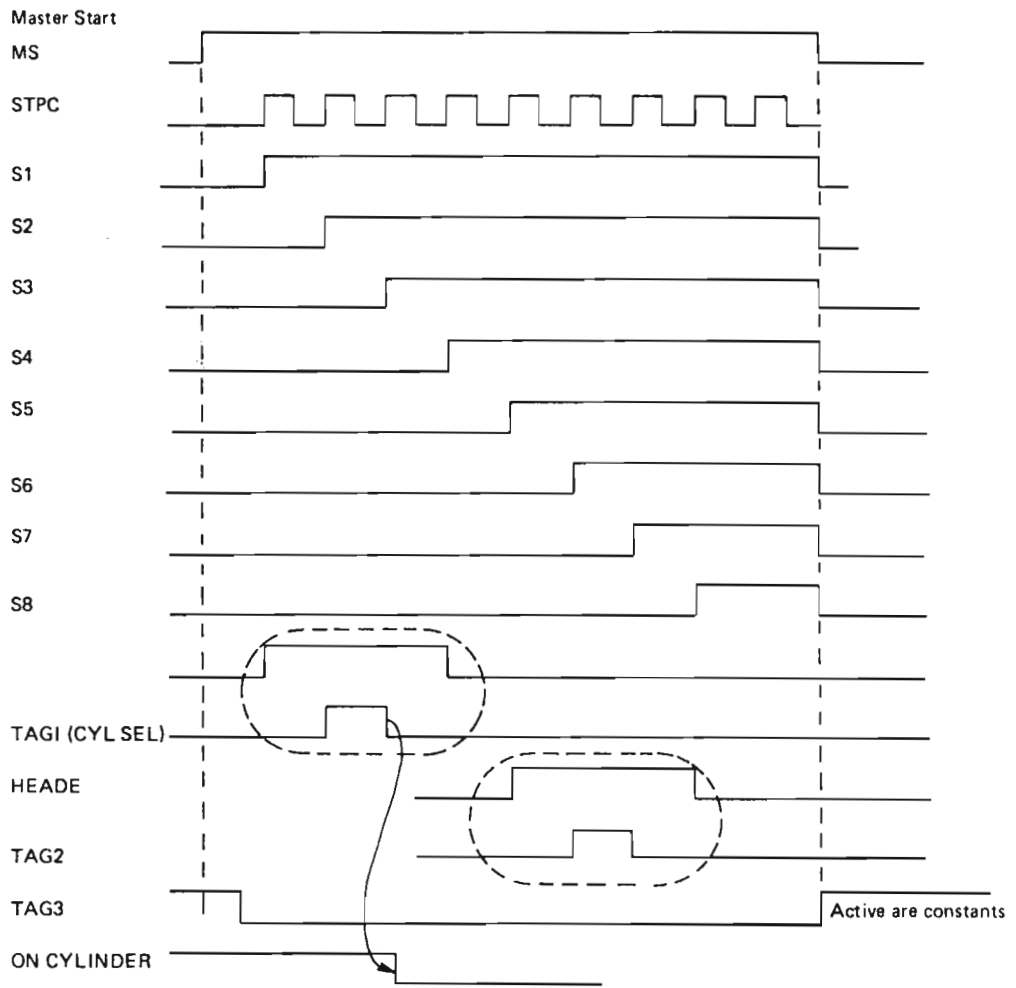 Master Start
MS
STPC
S1
S2
S3
S4
S5
S6
S7
S8
TAGI (CYL SEL)
HEADE
TAG2
TAG3
Active are constants
ON CYLINDER